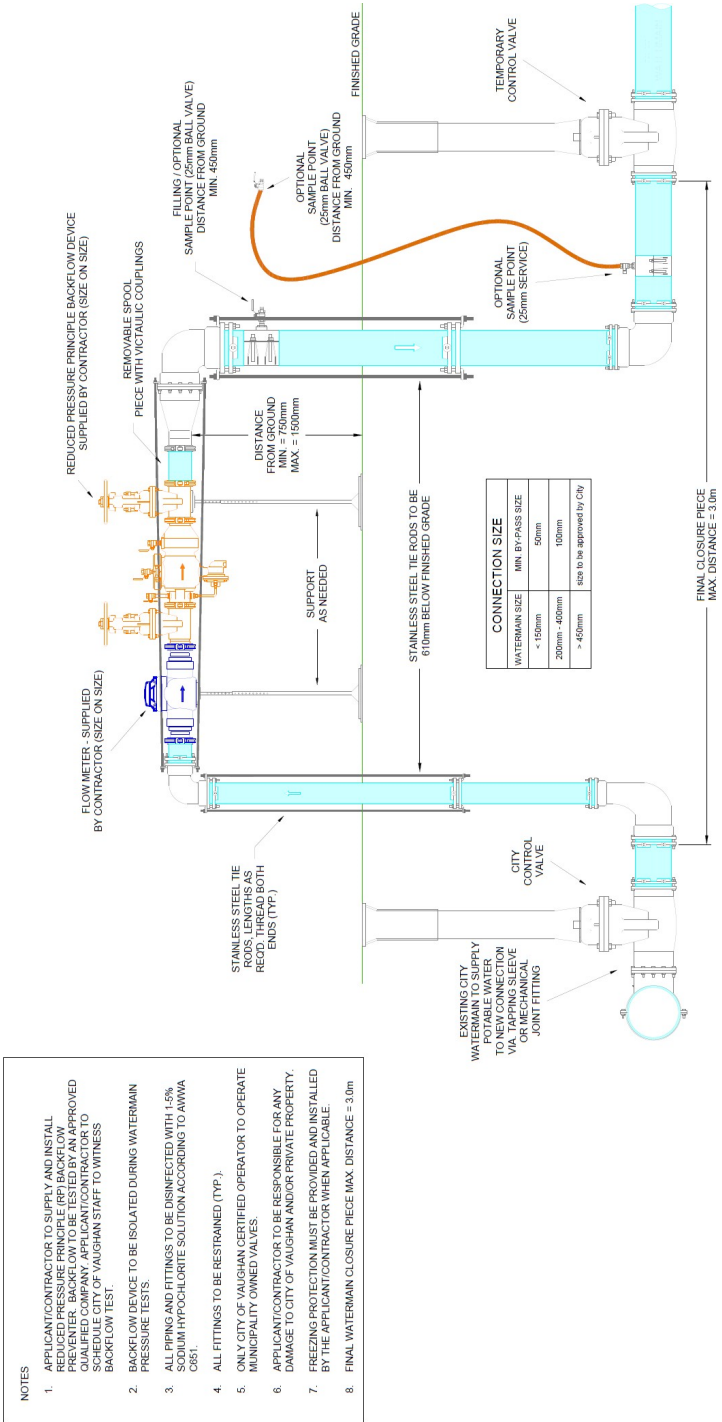 NOTES
1. APPLICANT/CONTRACTOR TO SUPPLY AND INSTALL
REDUCED PRESSURE PRINCIPLE (RP) BACKFLOW
PREVENTER. BACKFLOW TO BE TESTED BY AN APPROVED
QUALIFIED COMPANY. APPLICANT/CONTRACTOR TO
SCHEDULE CITY OF VAUGHAN STAFF TO WITNESS
BACKFLOW TEST.
2. BACKFLOW DEVICE TO BE ISOLATED DURING WATERMAIN
PRESSURE TESTS.
3. ALL PIPING AND FITTINGS TO BE DISINFECTED WITH 1-5%
SODIUM HYPOCHLORITE SOLUTION ACCORDING TO AWWA
C651.
4. ALL FITTINGS TO BE RESTRAINED (TYP.).
5. ONLY CITY OF VAUGHAN CERTIFIED OPERATOR TO OPERATE
MUNICIPALITY OWNED VALVES.
6. APPLICANT/CONTRACTOR TO BE RESPONSIBLE FOR ANY
DAMAGE TO CITY OF VAUGHAN AND/OR PRIVATE PROPERTY.
7. FREEZING PROTECTION MUST BE PROVIDED AND INSTALLED
BY THE APPLICANT/CONTRACTOR WHEN APPLICABLE.
8. FINAL WATERMAIN CLOSURE PIECE MAX. DISTANCE = 3.0m
FLOW METER - SUPPLIED
BY CONTRACTOR (SIZE ON SIZE)
REDUCED PRESSURE PRINCIPLE BACKFLOW DEVICE
SUPPLIED BY CONTRACTOR (SIZE ON SIZE)
REMOVABLE SPOOL
PIECE WITH VICTAULIC COUPLINGS
FILLING / OPTIONAL
SAMPLE POINT (25mm BALL VALVE)
DISTANCE FROM GROUND
MIN. 450mm
OPTIONAL
SAMPLE POINT
(25mm BALL VALVE)
DISTANCE FROM GROUND
MIN. 450mm
FINISHED GRADE
DISTANCE
FROM GROUND
MIN. = 750mm
MAX. = 1500mm
SUPPORT
AS NEEDED
STAINLESS STEEL TIE
RODS, LENGTHS AS
REQ'D. THREAD BOTH
ENDS (TYP.)
STAINLESS STEEL TIE RODS TO BE
610mm BELOW FINISHED GRADE
TEMPORARY
CONTROL VALVE
OPTIONAL
SAMPLE POINT
(25mm SERVICE)
CITY
CONTROL
VALVE
EXISTING CITY
WATERMAIN TO SUPPLY
POTABLE WATER
TO NEW CONNECTION
VIA. TAPPING SLEEVE
OR MECHANICAL
JOINT FITTING
CONNECTION SIZE
WATERMAIN SIZE MIN. BY-PASS SIZE
< 150mm 50mm
200mm - 400mm 100mm
> 450mm size to be approved by City
FINAL CLOSURE PIECE
MAX. DISTANCE = 3.0m